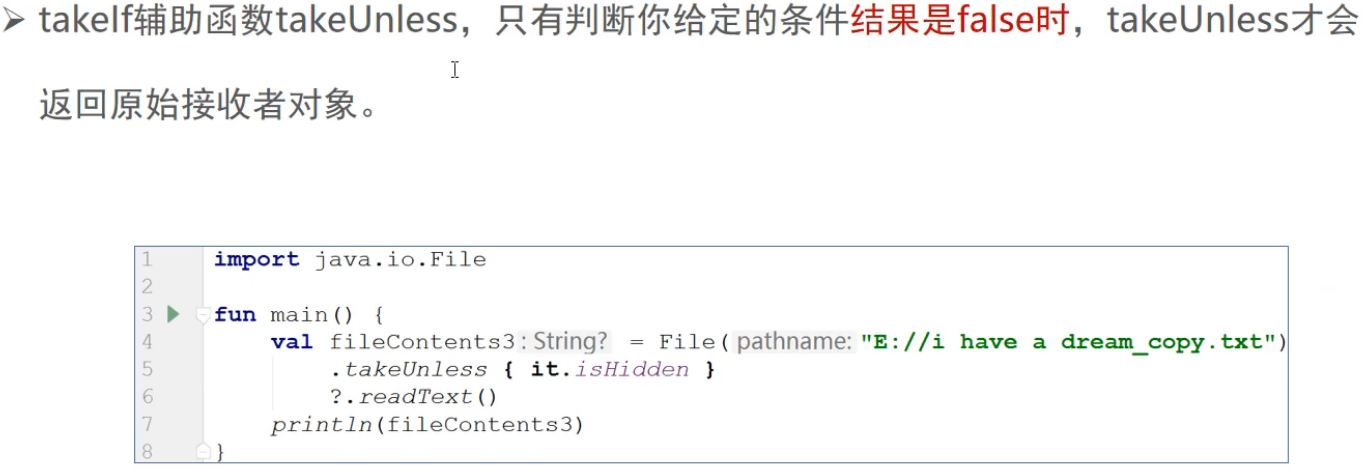 ➢ takeIf辅助函数takeUnless，只有判断你给定的条件结果是false时，takeUnless才会
返回原始接收者对象。
1 import java.io.File
2
3 fun main() {
4 val fileContents3: String? = File( pathname: "E://i have a dream_copy.txt")
5 .takeUnless { it.isHidden }
6 ?.readText()
7 println(fileContents3)
8 }